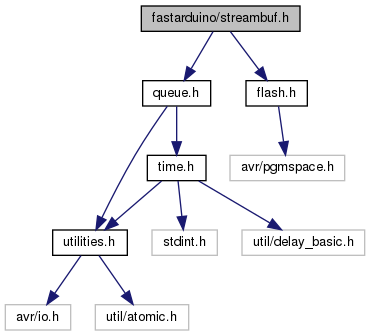 fastarduino/streambuf.h
queue.h
flash.h
time.h
avr/pgmspace.h
utilities.h
stdint.h
util/delay_basic.h
avr/io.h
util/atomic.h